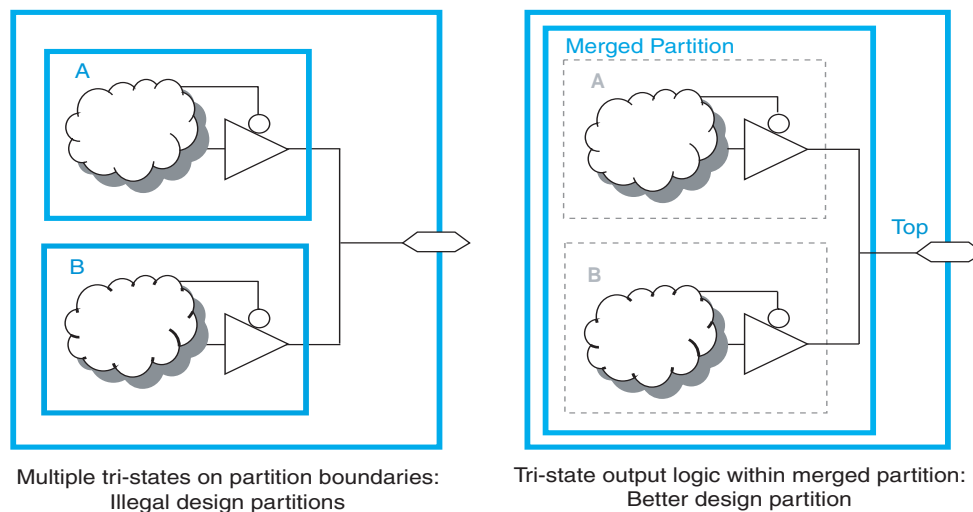 A
B
Multiple tri-states on partition boundaries:
Illegal design partitions
Merged Partition
A
B
Top
Tri-state output logic within merged partition:
Better design partition